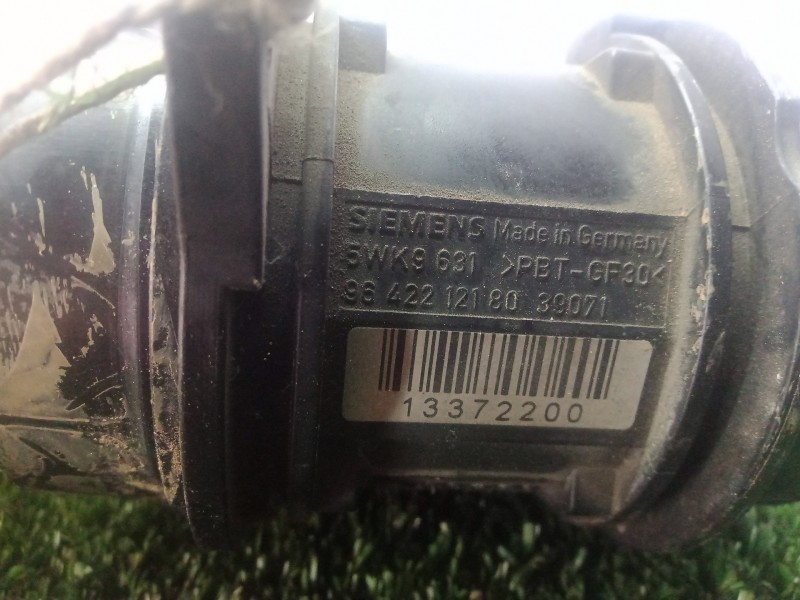 SIEMENS Made in Germany
5WK9 631 >PBT-GF30<
96 422 121 80 39071
13372200